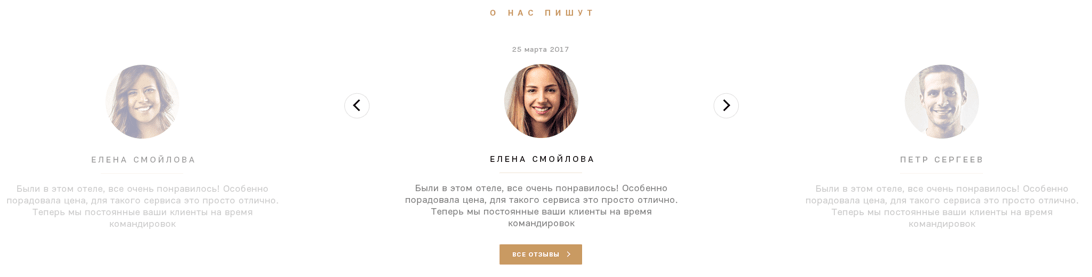 О НАС ПИШУТ
25 марта 2017
ЕЛЕНА СМОЙЛОВА
Были в этом отеле, все очень понравилось! Особенно
порадовала цена, для такого сервиса это просто отлично.
Теперь мы постоянные ваши клиенты на время
командировок
ЕЛЕНА СМОЙЛОВА
Были в этом отеле, все очень понравилось! Особенно
порадовала цена, для такого сервиса это просто отлично.
Теперь мы постоянные ваши клиенты на время
командировок
ПЕТР СЕРГЕЕВ
Были в этом отеле, все очень понравилось! Особенно
порадовала цена, для такого сервиса это просто отлично.
Теперь мы постоянные ваши клиенты на время
командировок
ВСЕ ОТЗЫВЫ